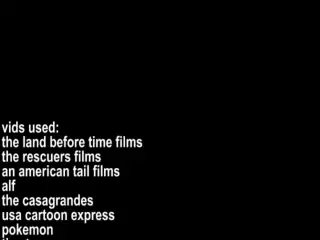 vids used:
the land before time films
the rescuers films
an american tail films
alf
the casagrandes
usa cartoon express
pokemon